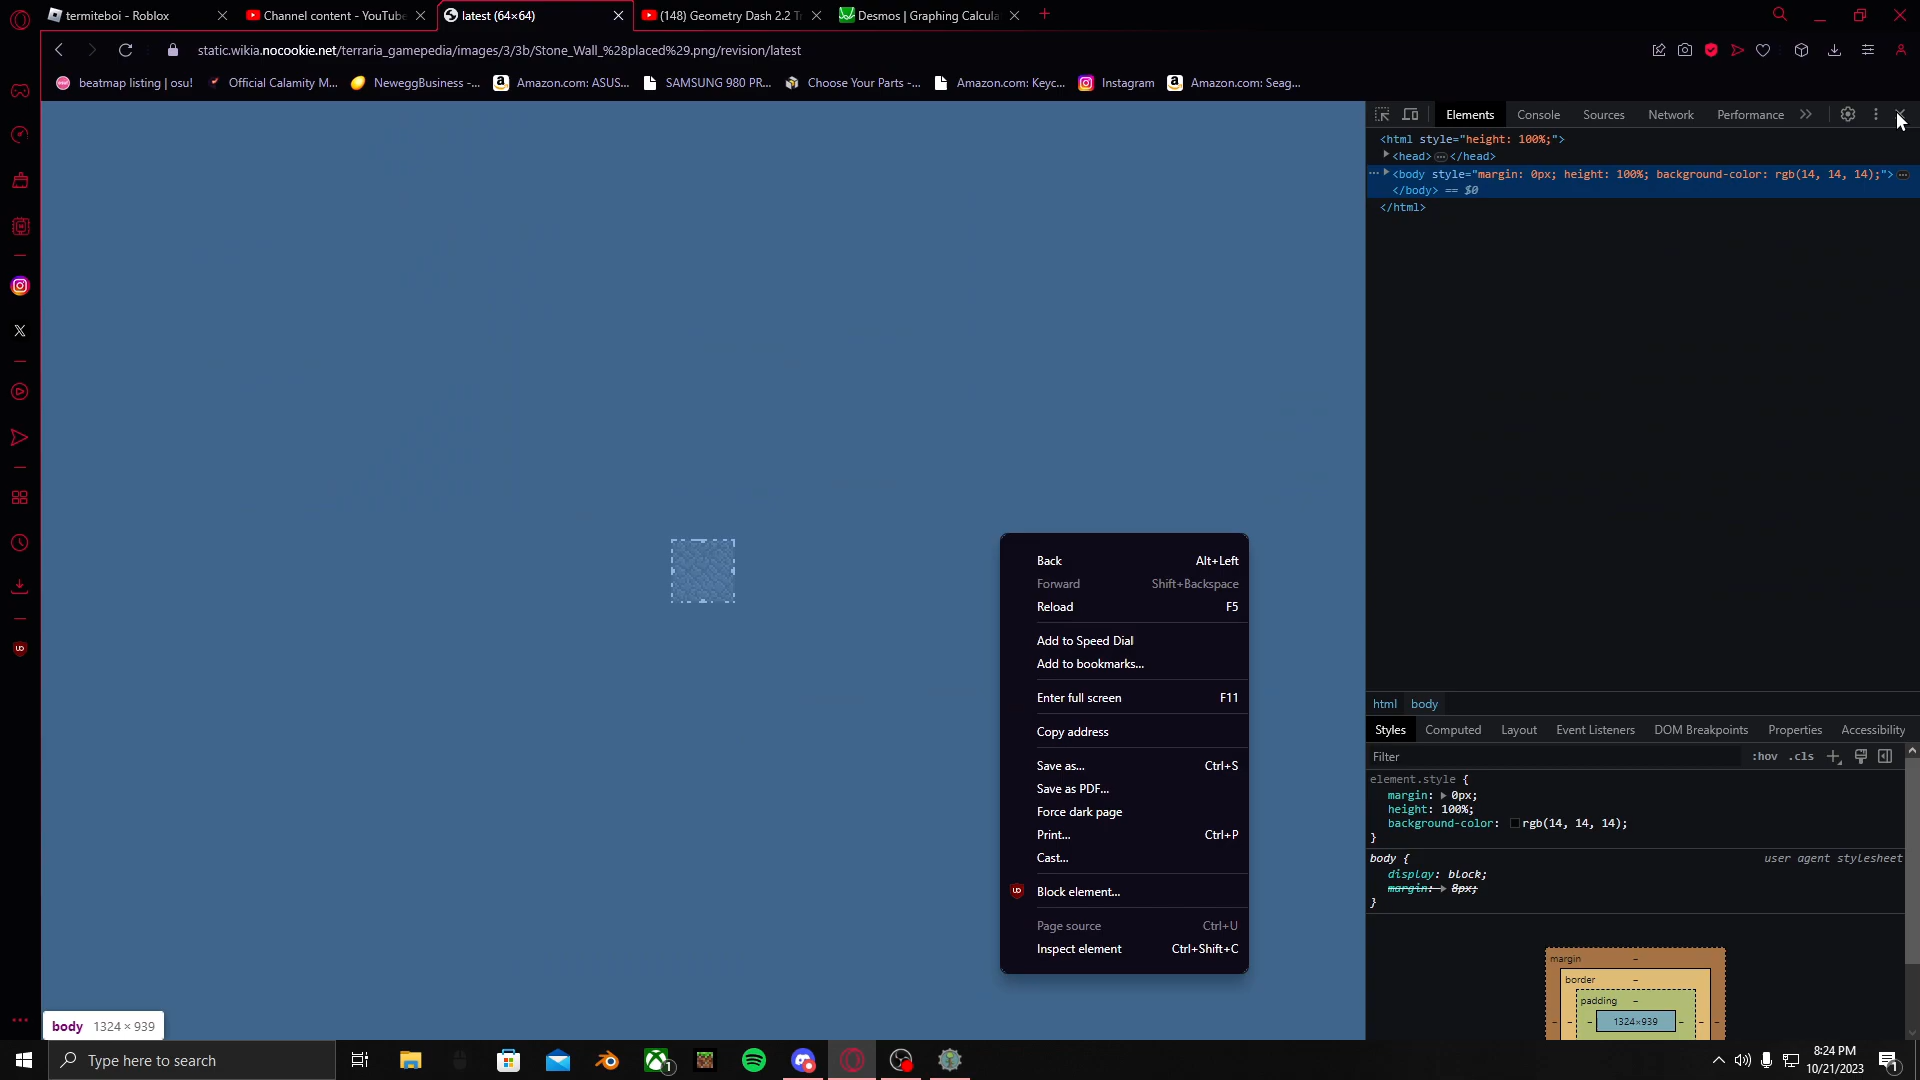 termiteboi - Roblox
Channel content - YouTube
latest (64×64)
(148) Geometry Dash 2.2 T
Desmos | Graphing Calcula
static.wikia.nocookie.net/terraria_gamepedia/images/3/3b/Stone_Wall_%28placed%29.png/revision/latest
beatmap listing | osu!
Official Calamity M...
NeweggBusiness -...
Amazon.com: ASUS...
SAMSUNG 980 PR...
Choose Your Parts -...
Amazon.com: Keyc...
Instagram
Amazon.com: Seag...
Elements
Console
Sources
Network
Performance
<html style="height: 100%;">
<head> ... </head>
... <body style="margin: 0px; height: 100%; background-color: rgb(14, 14, 14);"> ...
</body> == $0
</html>
Back Alt+Left
Forward Shift+Backspace
Reload F5
Add to Speed Dial
Add to bookmarks...
Enter full screen F11
Copy address
Save as... Ctrl+S
Save as PDF...
Force dark page
Print... Ctrl+P
Cast...
Block element...
Page source Ctrl+U
Inspect element Ctrl+Shift+C
html body
Styles Computed Layout Event Listeners DOM Breakpoints Properties Accessibility
Filter :hov .cls
element.style {
margin: 0px;
height: 100%;
background-color: rgb(14, 14, 14);
}
body { user agent stylesheet
display: block;
margin: 8px;
}
margin –
border –
padding –
– – – 1324×939 – – –
body 1324 × 939
Type here to search
1
8:24 PM
10/21/2023
1